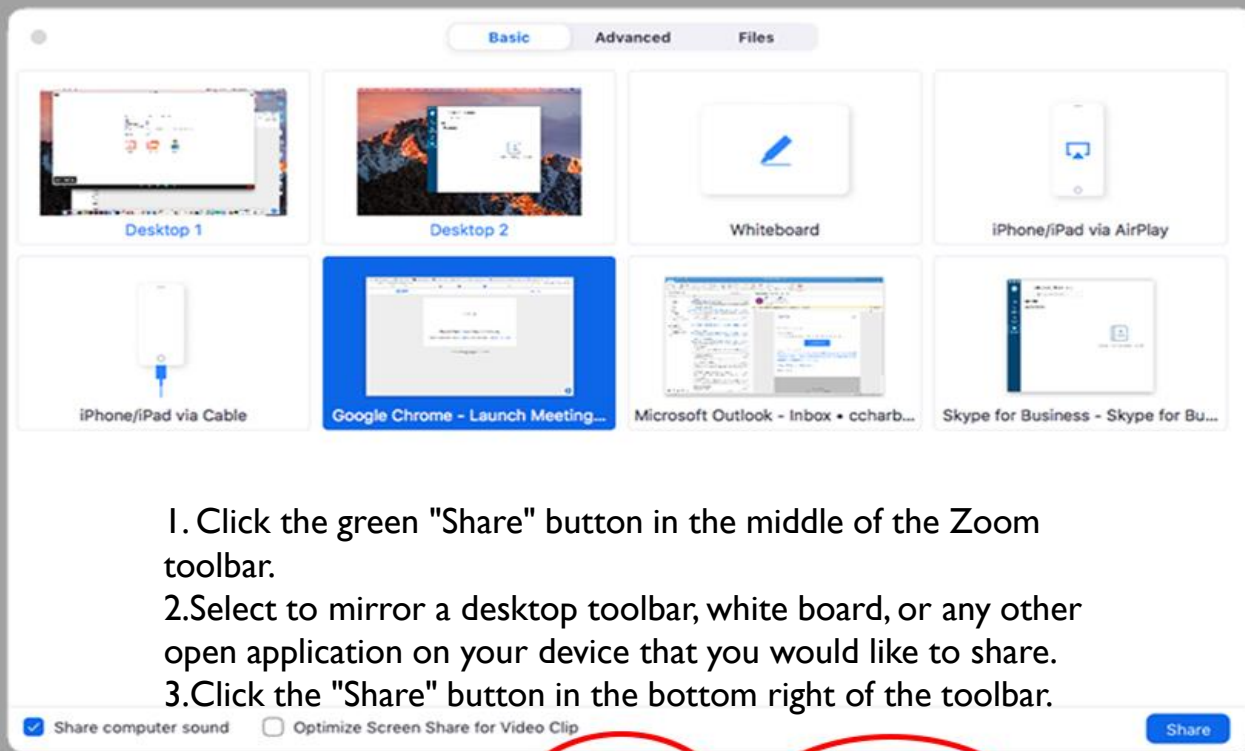 Basic Advanced Files
Desktop 1 Desktop 2 Whiteboard iPhone/iPad via AirPlay
iPhone/iPad via Cable Google Chrome - Launch Meeting... Microsoft Outlook - Inbox • ccharb... Skype for Business - Skype for Bu...
1. Click the green "Share" button in the middle of the Zoom
toolbar.
2.Select to mirror a desktop toolbar, white board, or any other
open application on your device that you would like to share.
3.Click the "Share" button in the bottom right of the toolbar.
Share computer sound Optimize Screen Share for Video Clip Share